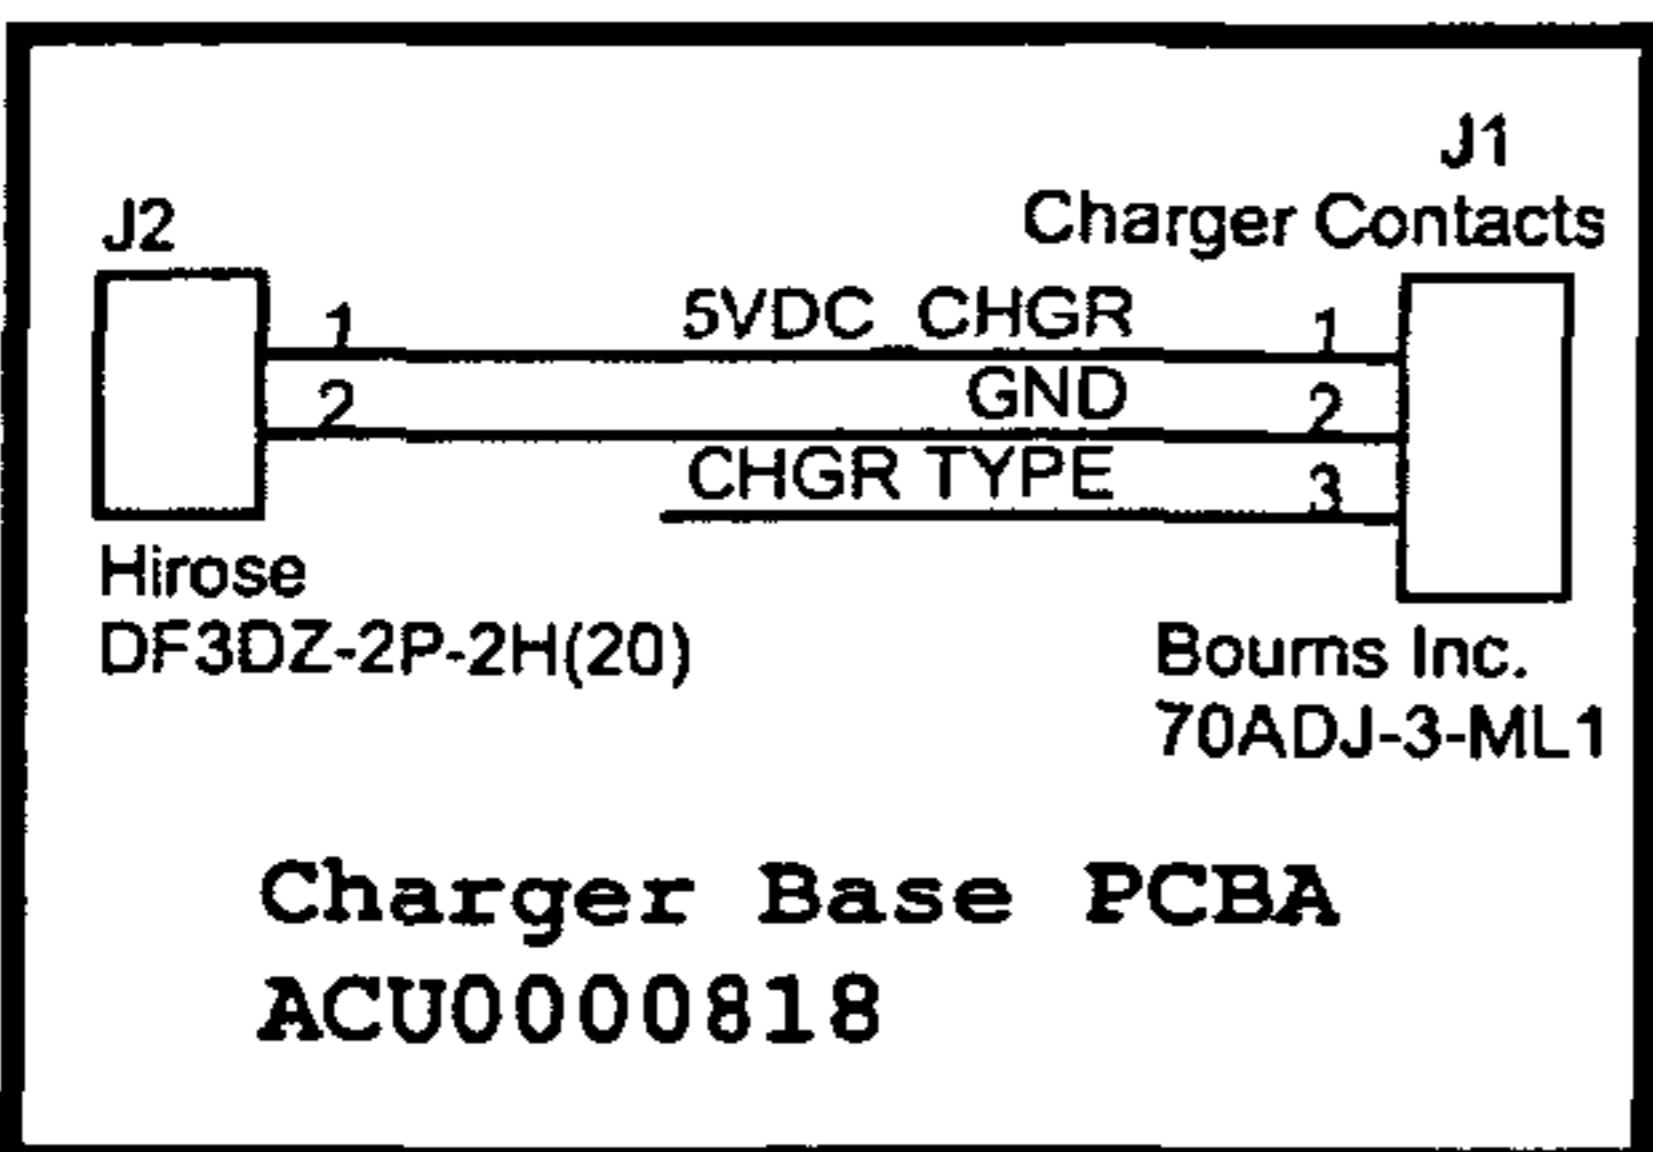 J1
Charger Contacts
J2
1 5VDC CHGR 1
2 GND 2
CHGR TYPE 3
Hirose
DF3DZ-2P-2H(20)
Bourns Inc.
70ADJ-3-ML1
Charger Base PCBA
ACU0000818